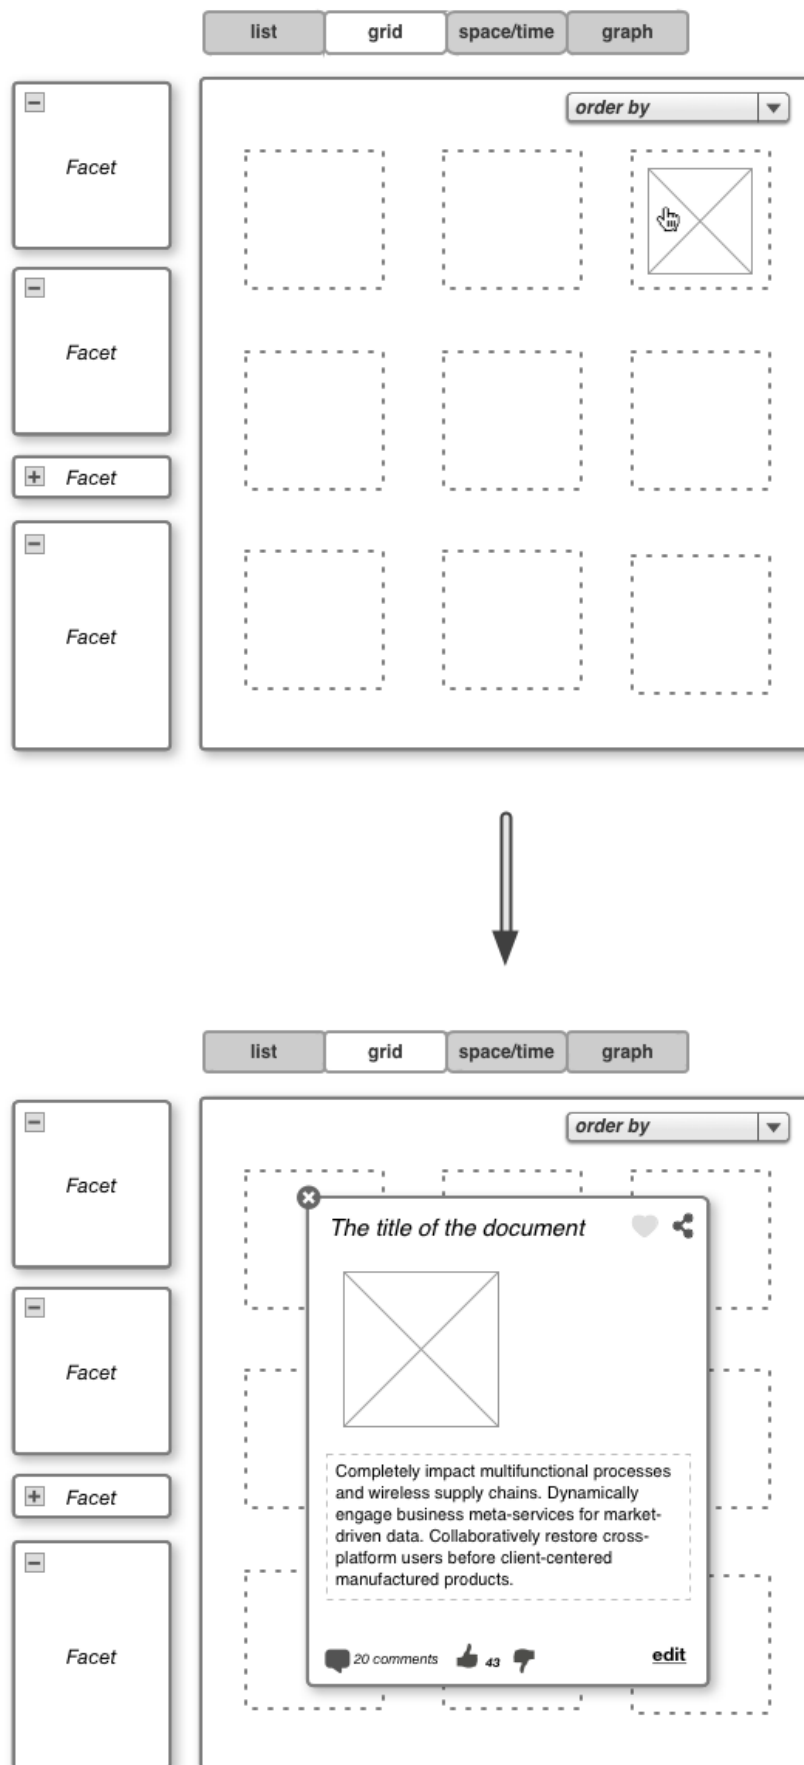 list grid space/time graph
order by
Facet
Facet
Facet
Facet
list grid space/time graph
order by
Facet
Facet
Facet
Facet
The title of the document
Completely impact multifunctional processes
and wireless supply chains. Dynamically
engage business meta-services for market-
driven data. Collaboratively restore cross-
platform users before client-centered
manufactured products.
20 comments 43 edit